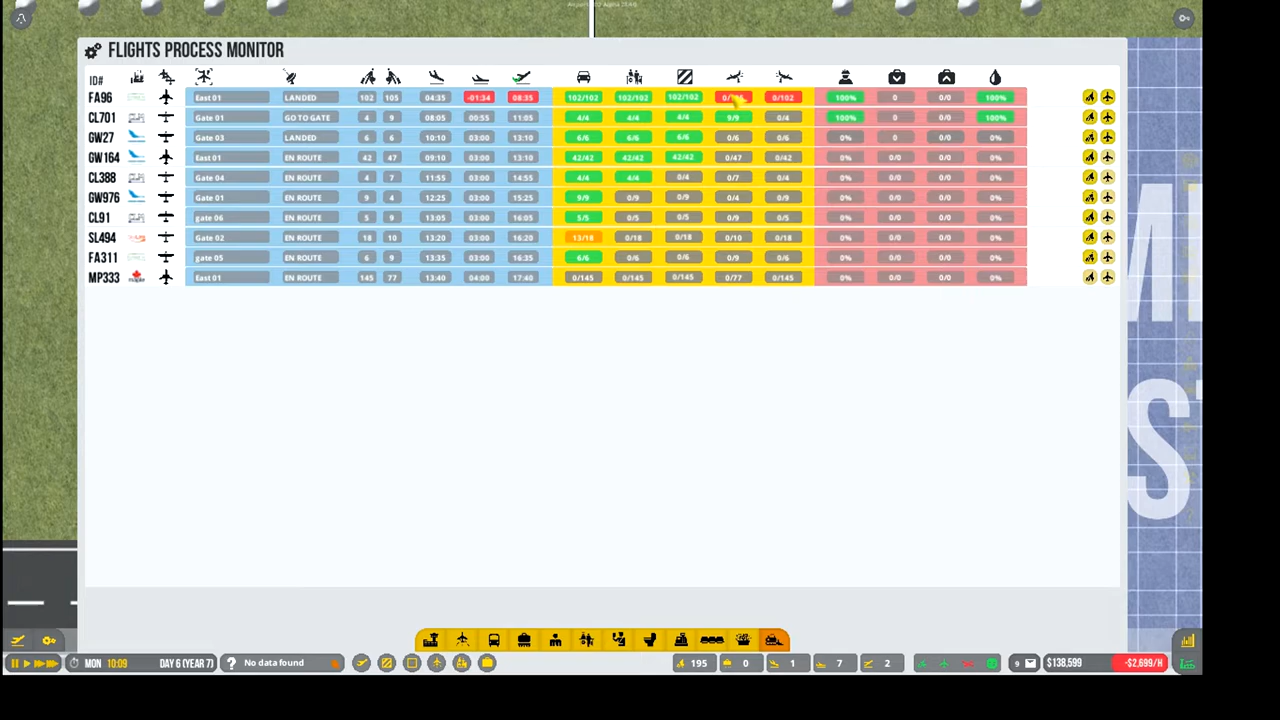 FLIGHTS PROCESS MONITOR
ID#
FA96 East 01 LANDED 102 105 04:35 -01:34 08:35 102/102 102/102 102/102 0/102 100% 0 0/0 100%
CL701 Gate 01 GO TO GATE 4 9 08:05 00:55 11:05 4/4 4/4 4/4 9/9 0/4 100% 0 0/0 100%
GW27 Gate 03 LANDED 6 6 10:10 03:00 13:10 6/6 6/6 6/6 0/6 0/6 0% 0 0/0 0%
GW164 East 01 EN ROUTE 42 47 09:10 03:00 13:10 42/42 42/42 42/42 0/47 0/42 0% 0/0 0/0 0%
CL388 Gate 04 EN ROUTE 4 7 11:55 03:00 14:55 4/4 4/4 0/4 0/7 0/4 0% 0/0 0/0 0%
GW976 Gate 01 EN ROUTE 9 4 12:25 03:00 15:25 9/9 0/9 0/9 0/4 0/9 0% 0/0 0/0 0%
CL91 gate 06 EN ROUTE 5 9 13:05 03:00 16:05 5/5 0/5 0/5 0/9 0/5 0% 0/0 0/0 0%
SL494 Gate 02 EN ROUTE 18 10 13:20 03:00 16:20 13/18 0/18 0/18 0/10 0/18 0% 0/0 0/0 0%
FA311 gate 05 EN ROUTE 6 9 13:35 03:00 16:35 6/6 0/6 0/6 0/9 0/6 0% 0/0 0/0 0%
MP333 maple East 01 EN ROUTE 145 77 13:40 04:00 17:40 0/145 0/145 0/145 0/77 0/145 0% 0/0 0/0 0%
MON 10:09 DAY 6 (YEAR 7) ? No data found 195 0 1 7 2 9 $138,599 -$2,699/H